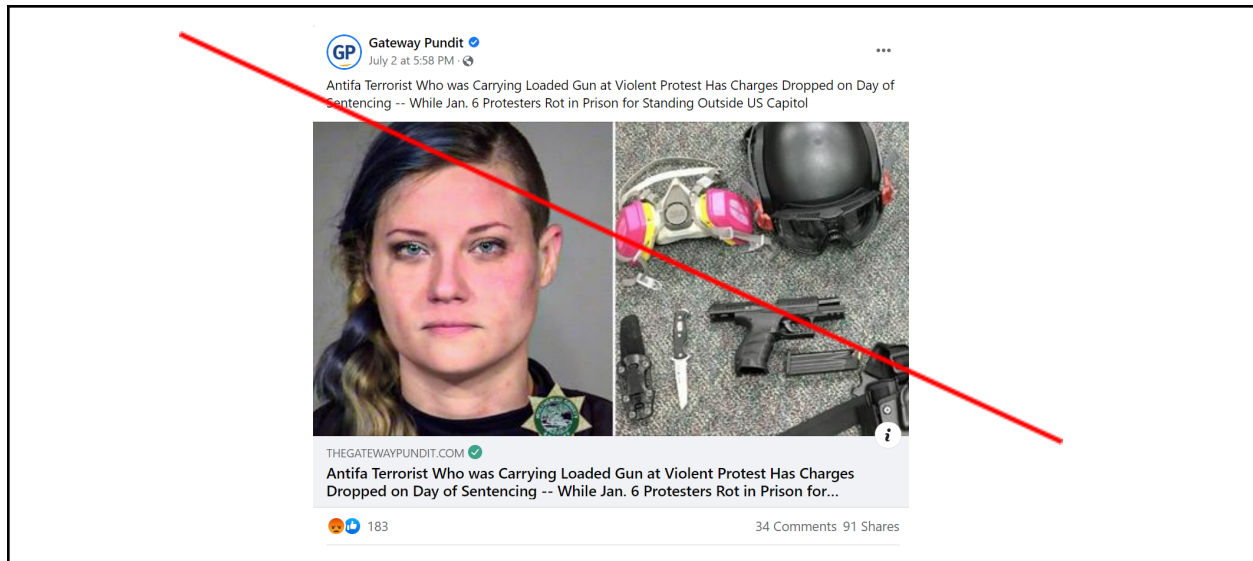 GP
Gateway Pundit
July 2 at 5:58 PM ·
Antifa Terrorist Who was Carrying Loaded Gun at Violent Protest Has Charges Dropped on Day of
Sentencing -- While Jan. 6 Protesters Rot in Prison for Standing Outside US Capitol
i
THEGATEWAYPUNDIT.COM
Antifa Terrorist Who was Carrying Loaded Gun at Violent Protest Has Charges
Dropped on Day of Sentencing -- While Jan. 6 Protesters Rot in Prison for...
183
34 Comments 91 Shares